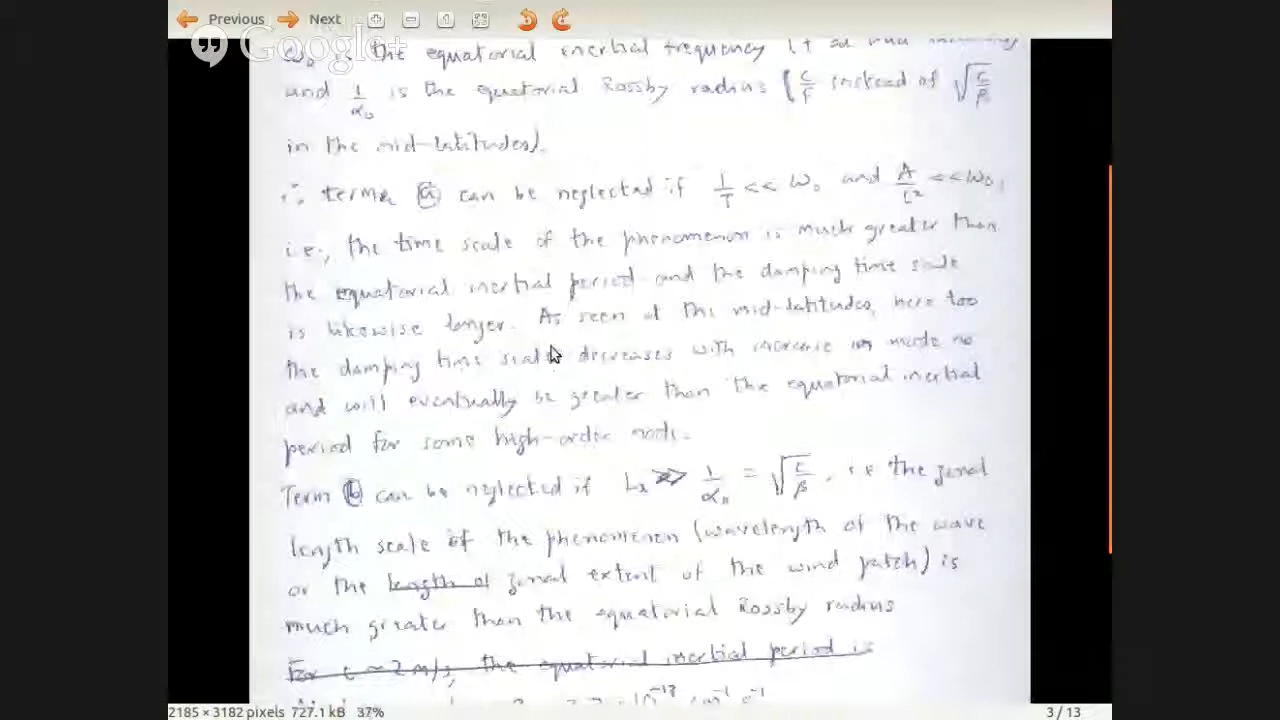 Previous Next
Google+
is the equatorial inertial frequency
and 1/α₀ is the equatorial Rossby radius (c/f instead of √(c/β)
in the mid-latitudes).
∴ terms ⓐ can be neglected if 1/T << ω₀ and A/L² << ω₀,
i.e., the time scale of the phenomenon is much greater than
the equatorial inertial period and the damping time scale
is likewise longer. As seen at the mid-latitudes, here too
the damping time scale decreases with increase in mode no
and will eventually be greater than the equatorial inertial
period for some high-order mode.
Term ⓑ can be neglected if Lx >> 1/α₀ = √(c/β), i.e the zonal
length scale of the phenomenon (wavelength of the wave
or the length of zonal extent of the wind patch) is
much greater than the equatorial Rossby radius
For c ~ 2 m/s, the equatorial inertial period is
2185 × 3182 pixels 727.1 kB 37% 3 / 13